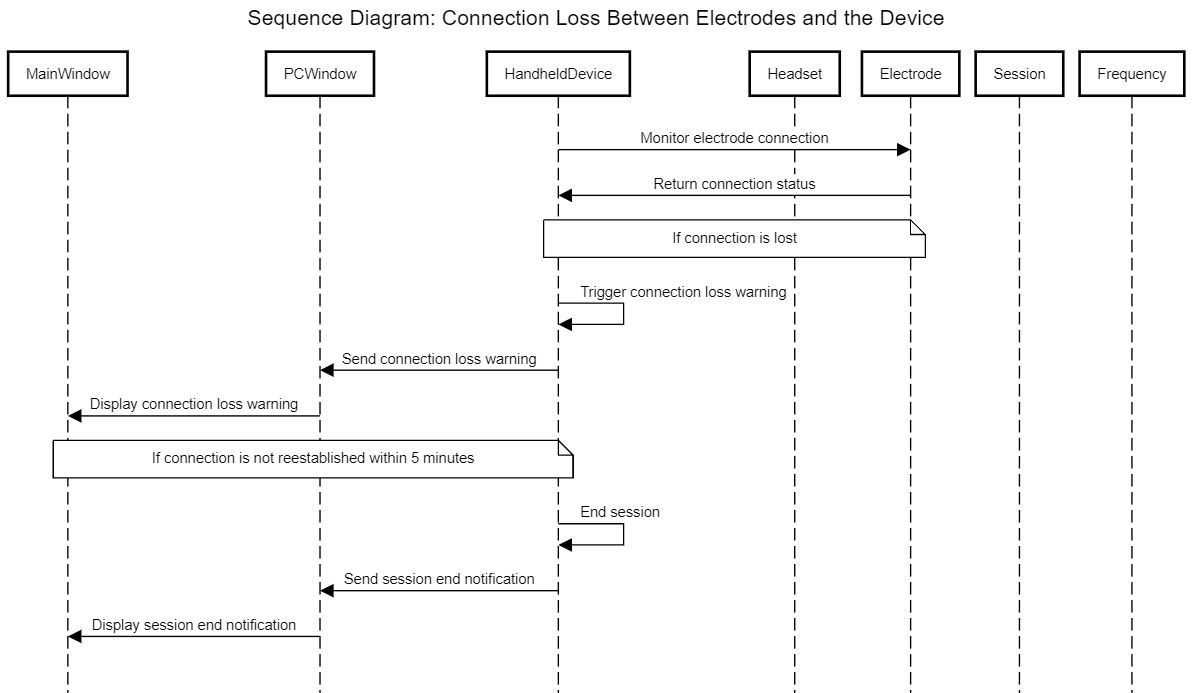 Sequence Diagram: Connection Loss Between Electrodes and the Device
MainWindow
PCWindow
HandheldDevice
Headset
Electrode
Session
Frequency
Monitor electrode connection
Return connection status
If connection is lost
Trigger connection loss warning
Send connection loss warning
Display connection loss warning
If connection is not reestablished within 5 minutes
End session
Send session end notification
Display session end notification